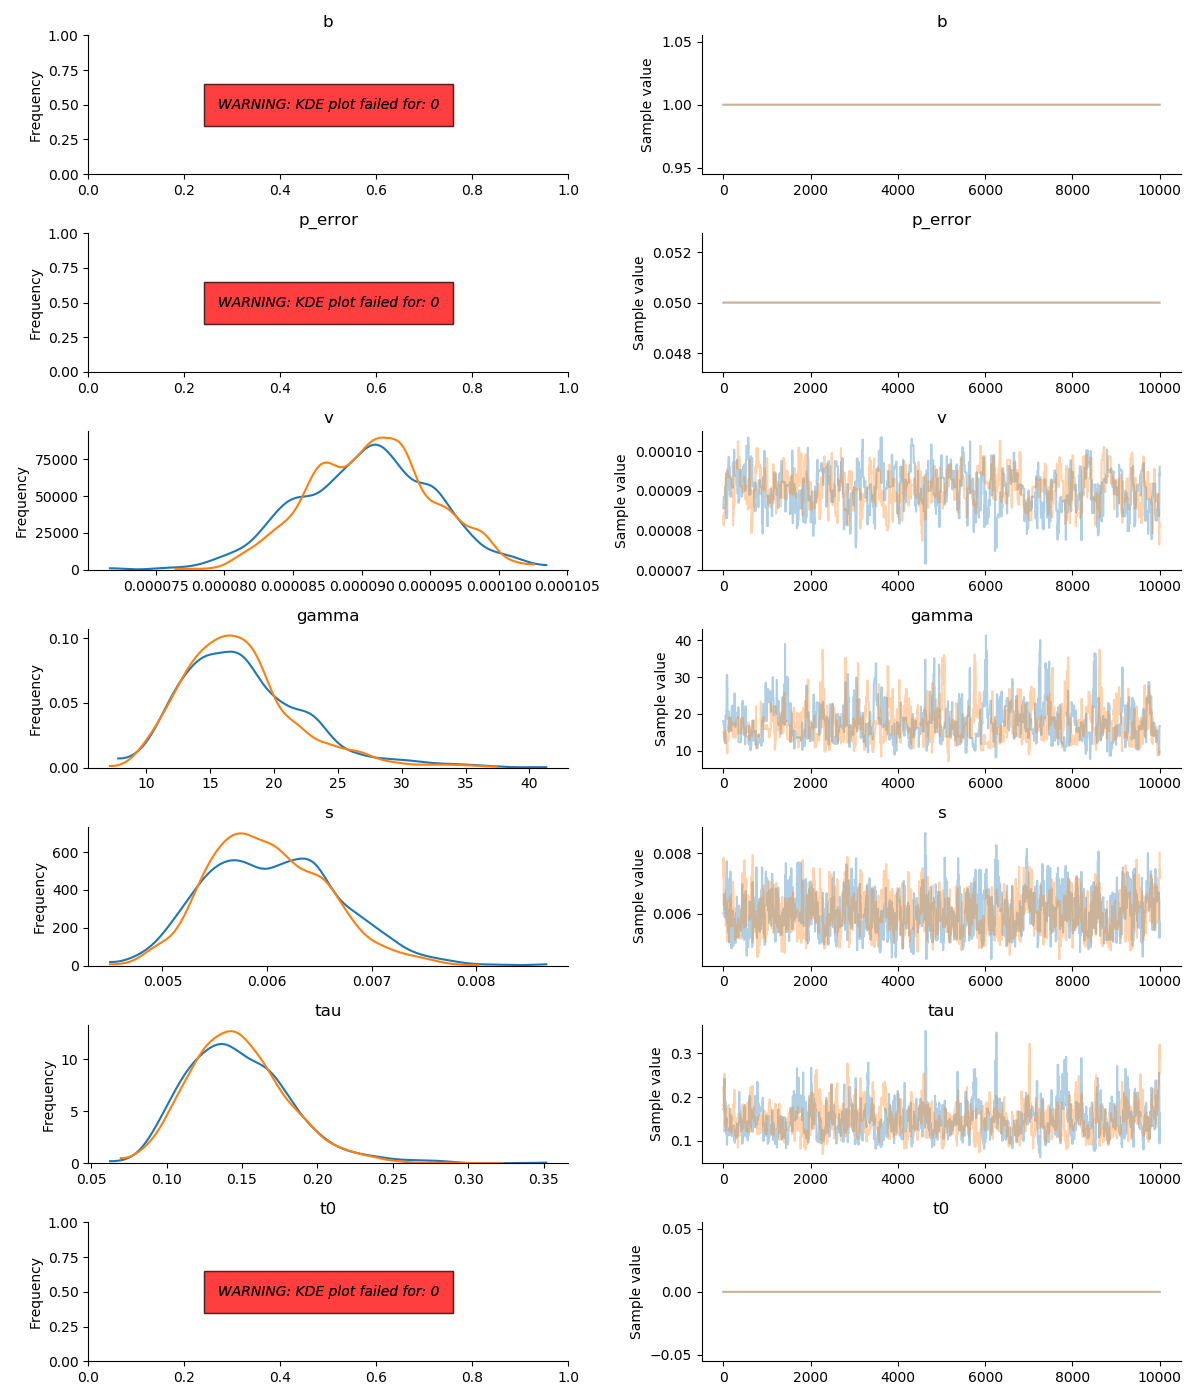 b
1.00
0.75
0.50
0.25
0.00
Frequency
WARNING: KDE plot failed for: 0
0.0 0.2 0.4 0.6 0.8 1.0
b
1.05
1.00
0.95
Sample value
0 2000 4000 6000 8000 10000
p_error
1.00
0.75
0.50
0.25
0.00
Frequency
WARNING: KDE plot failed for: 0
0.0 0.2 0.4 0.6 0.8 1.0
p_error
0.052
0.050
0.048
Sample value
0 2000 4000 6000 8000 10000
v
75000
50000
25000
0
Frequency
0.000075 0.000080 0.000085 0.000090 0.000095 0.000100 0.000105
v
0.00010
0.00009
0.00008
0.00007
Sample value
0 2000 4000 6000 8000 10000
gamma
0.10
0.05
0.00
Frequency
10 15 20 25 30 35 40
gamma
40
30
20
10
Sample value
0 2000 4000 6000 8000 10000
s
600
400
200
0
Frequency
0.005 0.006 0.007 0.008
s
0.008
0.006
Sample value
0 2000 4000 6000 8000 10000
tau
10
5
0
Frequency
0.05 0.10 0.15 0.20 0.25 0.30 0.35
tau
0.3
0.2
0.1
Sample value
0 2000 4000 6000 8000 10000
t0
1.00
0.75
0.50
0.25
0.00
Frequency
WARNING: KDE plot failed for: 0
0.0 0.2 0.4 0.6 0.8 1.0
t0
0.05
0.00
−0.05
Sample value
0 2000 4000 6000 8000 10000